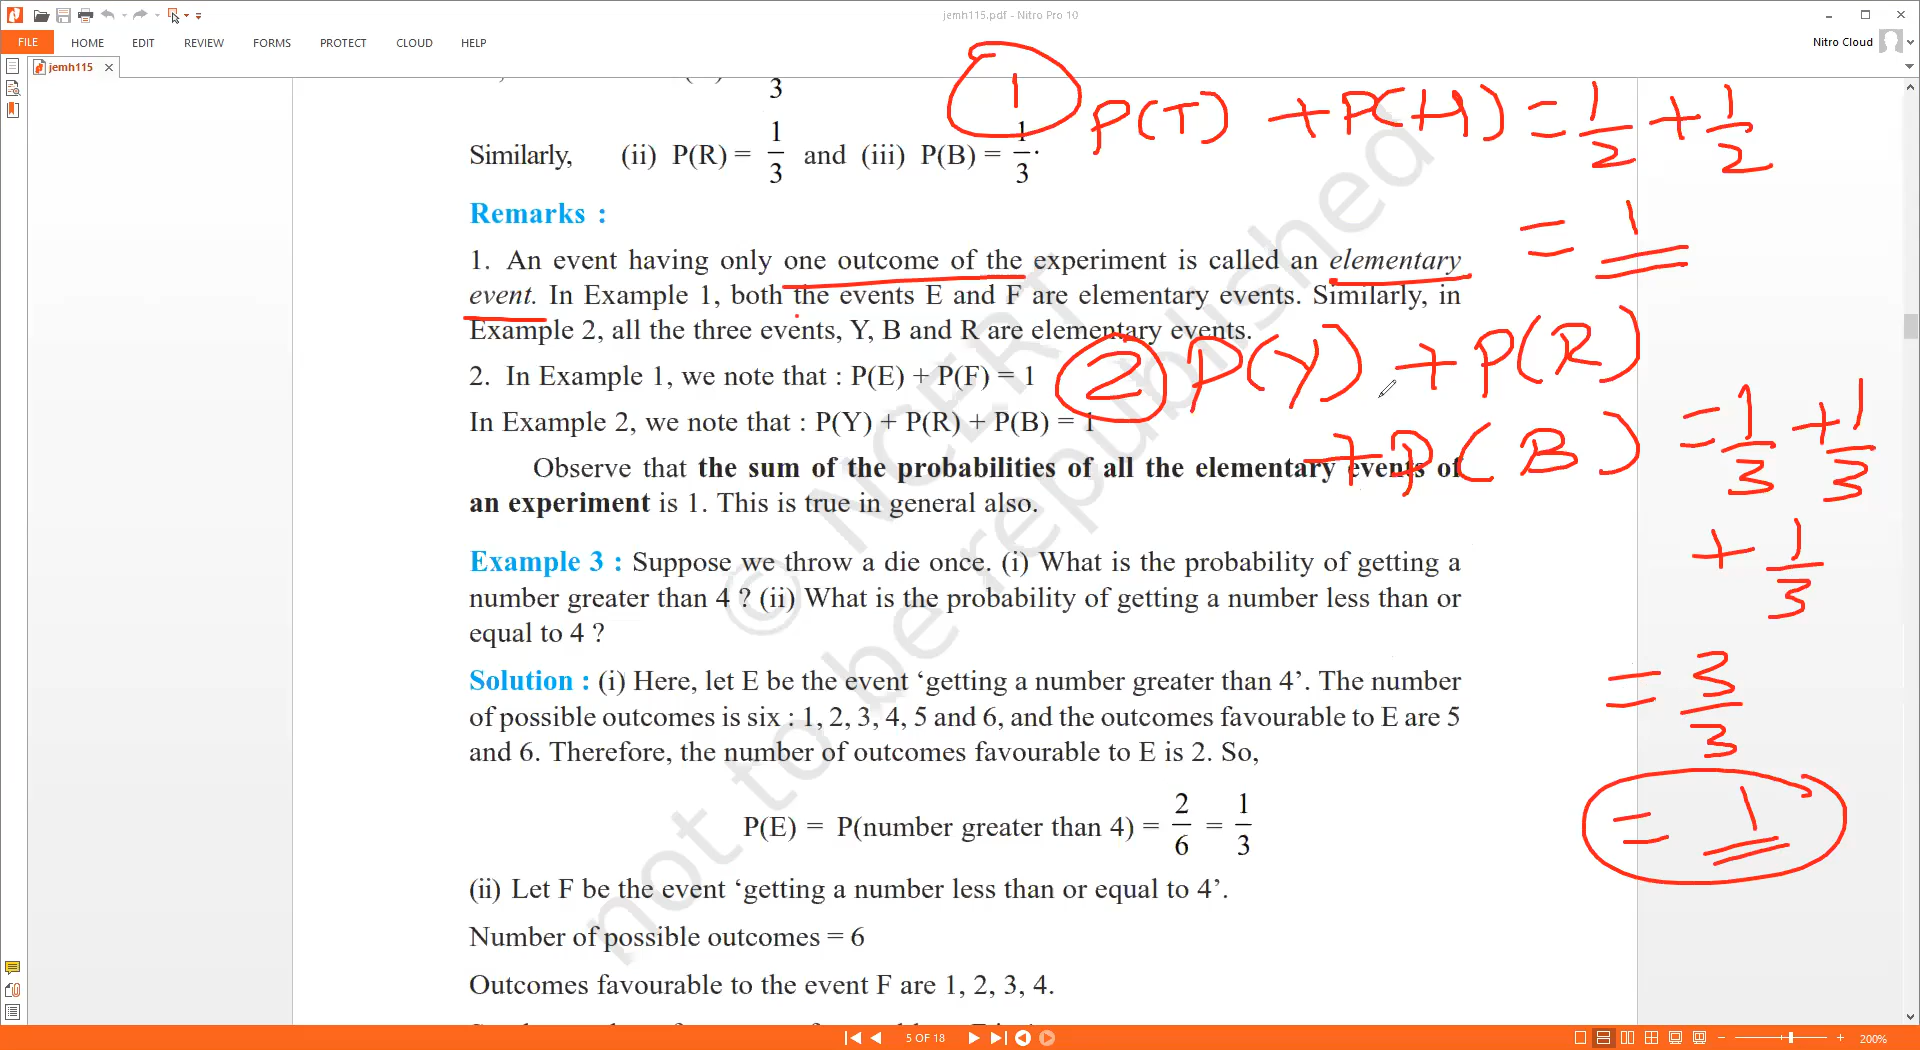 jemh115.pdf - Nitro Pro 10
FILE HOME EDIT REVIEW FORMS PROTECT CLOUD HELP
Nitro Cloud
jemh115
3
Similarly, (ii) P(R) = 1/3 and (iii) P(B) = 1/3.
1 P(T) + P(H) = 1/2 + 1/2
= 1
Remarks :
1. An event having only one outcome of the experiment is called an elementary
event. In Example 1, both the events E and F are elementary events. Similarly, in
Example 2, all the three events, Y, B and R are elementary events.
2. In Example 1, we note that : P(E) + P(F) = 1
In Example 2, we note that : P(Y) + P(R) + P(B) = 1
2 P(Y) + P(R)
+ P(B) = 1/3 + 1/3
+ 1/3
= 3/3
= 1
Observe that the sum of the probabilities of all the elementary events of
an experiment is 1. This is true in general also.
Example 3 : Suppose we throw a die once. (i) What is the probability of getting a
number greater than 4 ? (ii) What is the probability of getting a number less than or
equal to 4 ?
Solution : (i) Here, let E be the event ‘getting a number greater than 4’. The number
of possible outcomes is six : 1, 2, 3, 4, 5 and 6, and the outcomes favourable to E are 5
and 6. Therefore, the number of outcomes favourable to E is 2. So,
P(E) = P(number greater than 4) = 2/6 = 1/3
(ii) Let F be the event ‘getting a number less than or equal to 4’.
Number of possible outcomes = 6
Outcomes favourable to the event F are 1, 2, 3, 4.
© NCERT
not to be republished
5 OF 18
200%